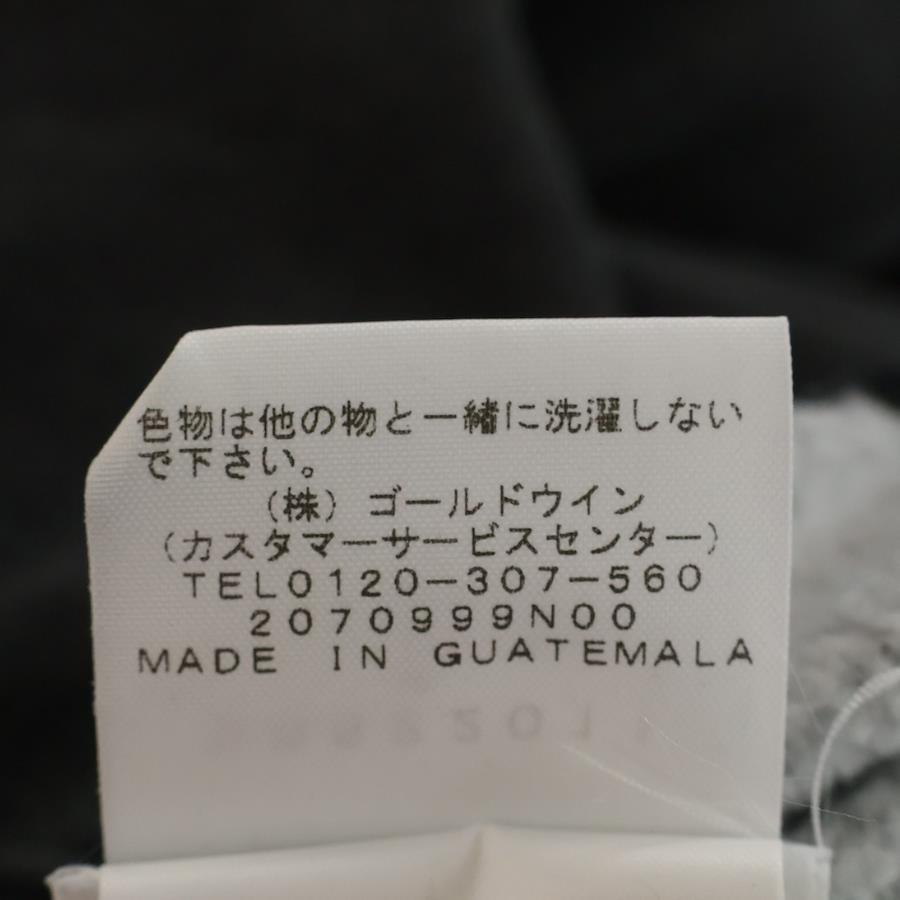 色物は他の物と一緒に洗濯しない
で下さい。
(株)ゴールドウイン
(カスタマーサービスセンター)
TEL0120-307-560
2070999N00
MADE IN GUATEMALA